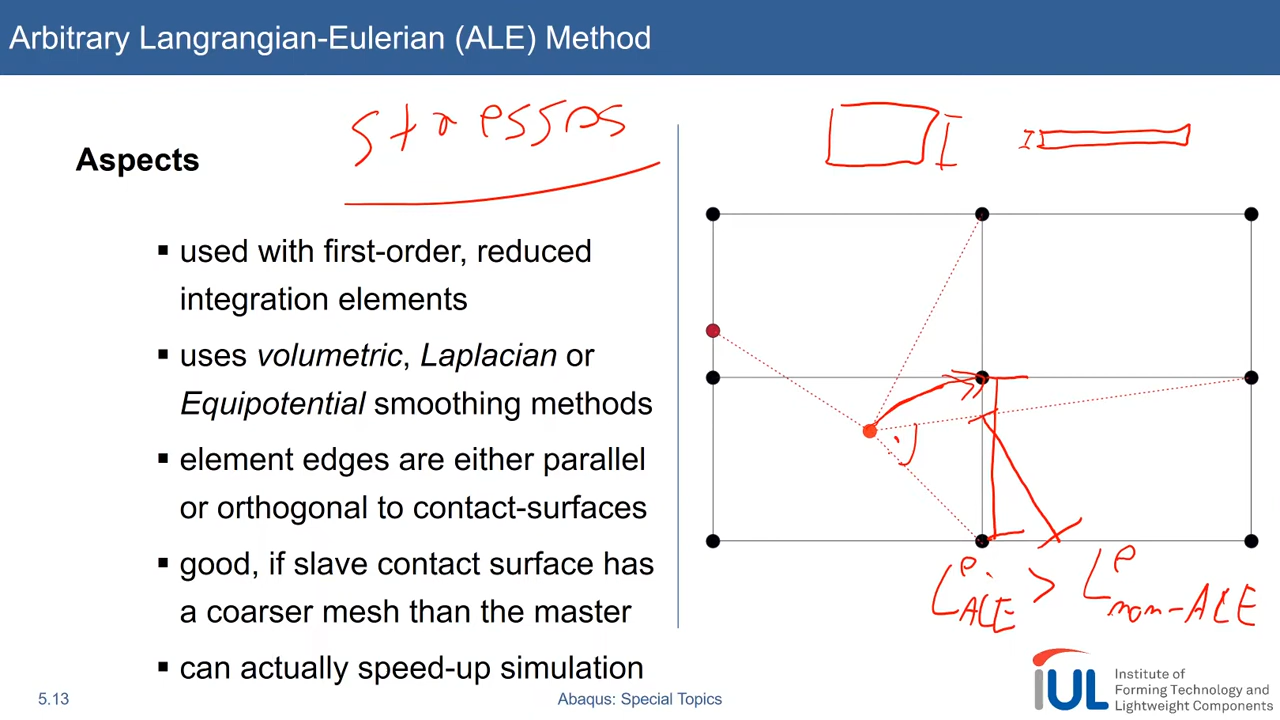 Arbitrary Langrangian-Eulerian (ALE) Method
stresses
Aspects
▪ used with first-order, reduced
integration elements
▪ uses volumetric, Laplacian or
Equipotential smoothing methods
▪ element edges are either parallel
or orthogonal to contact-surfaces
▪ good, if slave contact surface has
a coarser mesh than the master
▪ can actually speed-up simulation
L^e_ALE > L^e_non-ALE
5.13
Abaqus: Special Topics
IUL
Institute of
Forming Technology and
Lightweight Components